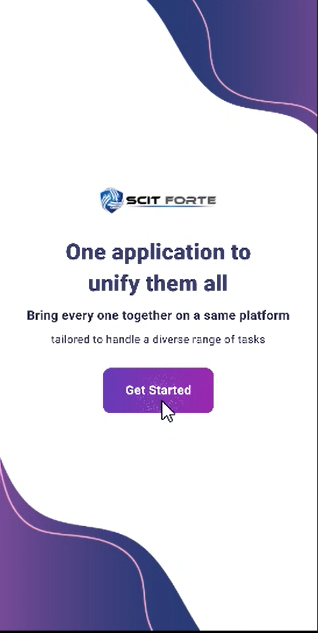 SCIT FORTE
One application to
unify them all
Bring every one together on a same platform
tailored to handle a diverse range of tasks
Get Started